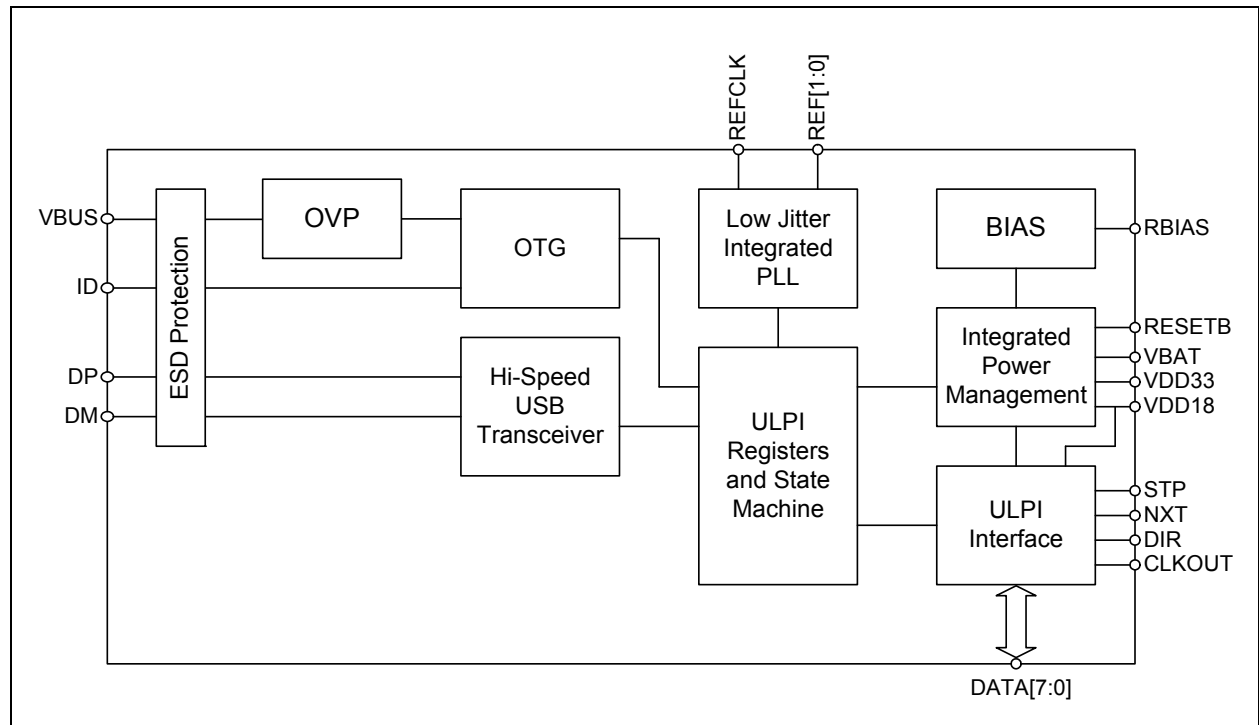 REFCLK
REF[1:0]
VBUS
ID
DP
DM
ESD Protection
OVP
OTG
Hi-Speed
USB
Transceiver
Low Jitter
Integrated
PLL
ULPI
Registers
and State
Machine
BIAS
Integrated
Power
Management
ULPI
Interface
RBIAS
RESETB
VBAT
VDD33
VDD18
STP
NXT
DIR
CLKOUT
DATA[7:0]